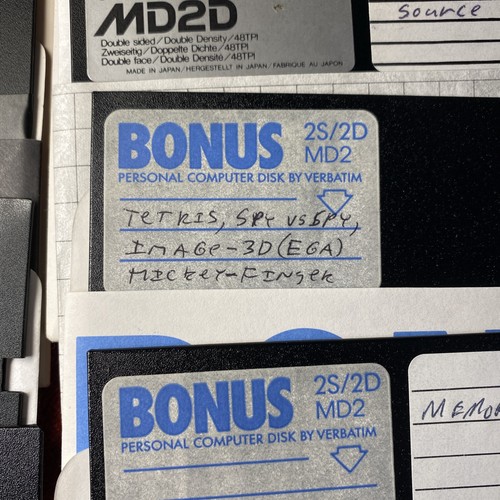 MD2D
Double sided/Double Density/48TPI
Zweiseitig/Doppelte Dichte/48TPI
Double face/Double Densité/48TPI
MADE IN JAPAN/HERGESTELLT IN JAPAN/FABRIQUE AU JAPON
Source
BONUS 2S/2D
MD2
PERSONAL COMPUTER DISK BY VERBATIM
TETRIS, SPY VS SPY,
IMAGE-3D (EGA)
MICKEY-FINGER
BONUS 2S/2D
MD2
PERSONAL COMPUTER DISK BY VERBATIM